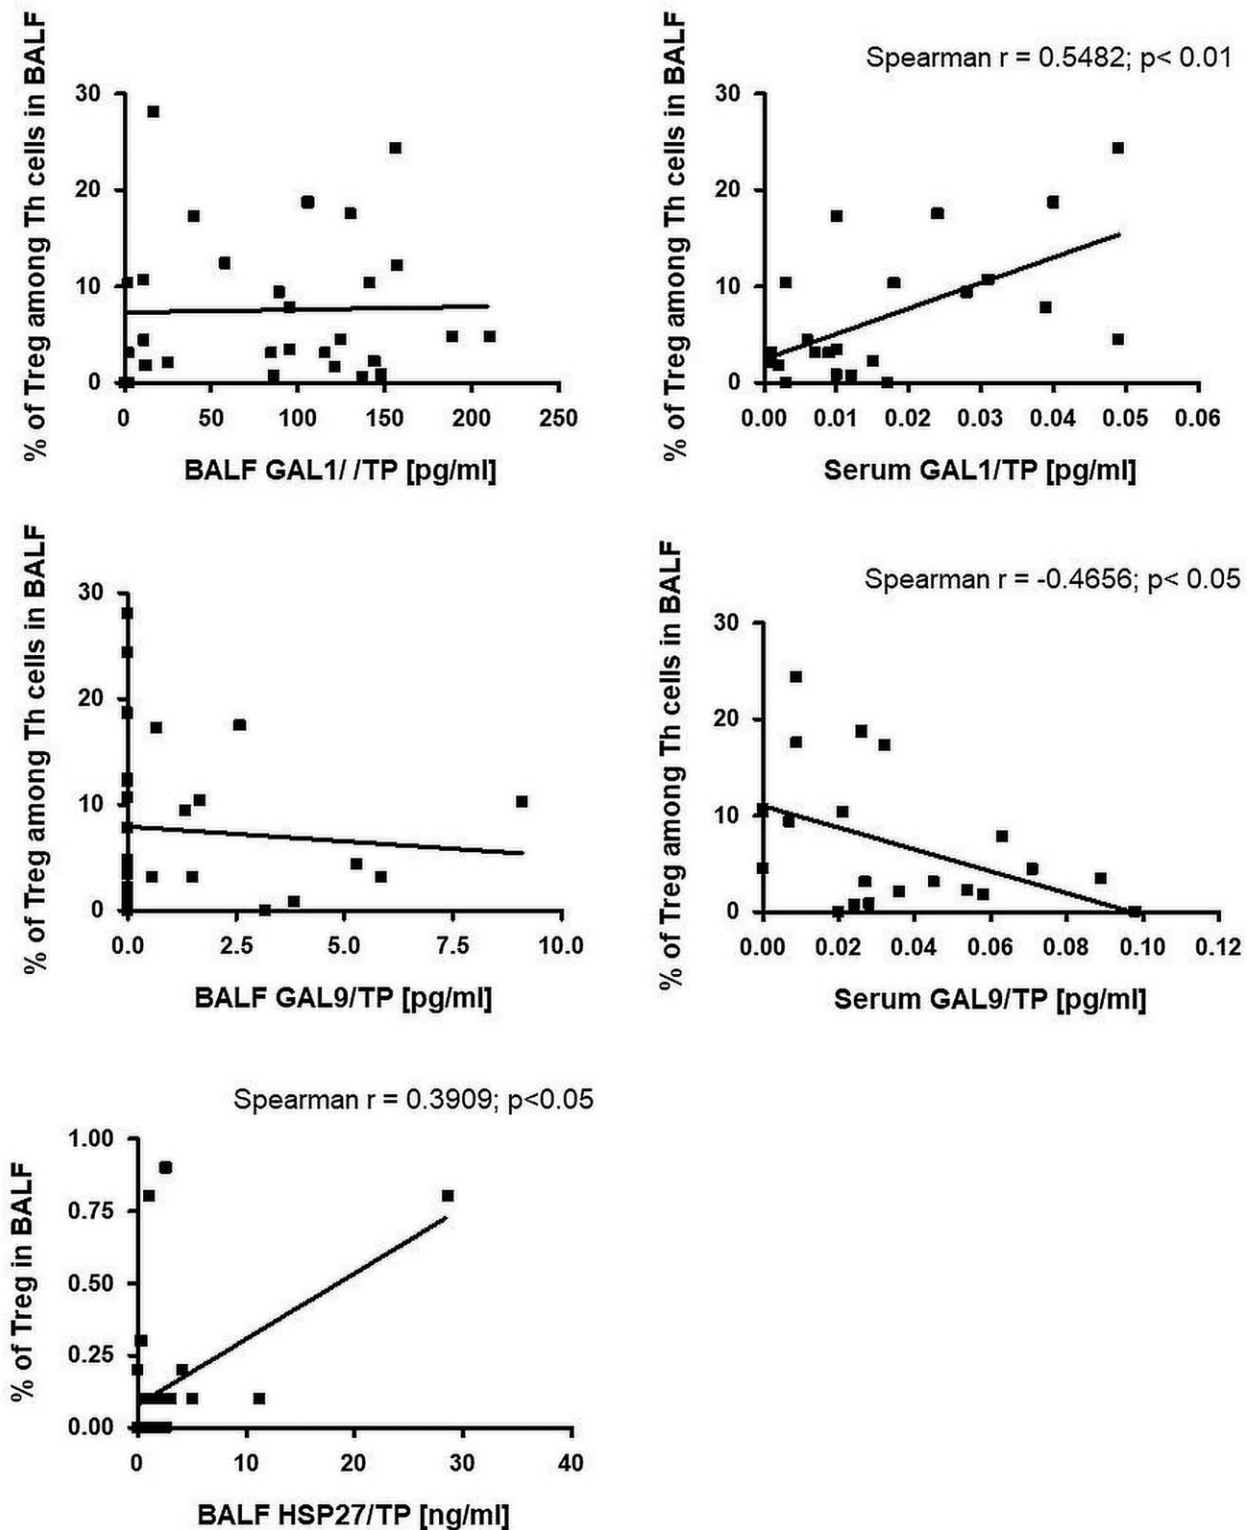 % of Treg among Th cells in BALF
30
20
10
0
0 50 100 150 200 250
BALF GAL1/ /TP [pg/ml]
Spearman r = 0.5482; p< 0.01
% of Treg among Th cells in BALF
30
20
10
0
0.00 0.01 0.02 0.03 0.04 0.05 0.06
Serum GAL1/TP [pg/ml]
% of Treg among Th cells in BALF
30
20
10
0
0.0 2.5 5.0 7.5 10.0
BALF GAL9/TP [pg/ml]
Spearman r = -0.4656; p< 0.05
% of Treg among Th cells in BALF
30
20
10
0
0.00 0.02 0.04 0.06 0.08 0.10 0.12
Serum GAL9/TP [pg/ml]
Spearman r = 0.3909; p<0.05
% of Treg in BALF
1.00
0.75
0.50
0.25
0.00
0 10 20 30 40
BALF HSP27/TP [ng/ml]